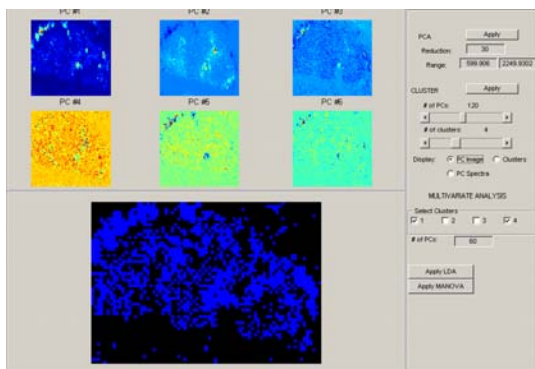 PC #1 PC #2 PC #3
PC #4 PC #5 PC #6
PCA Apply
Reduction: 30
Range: 599.906 2249.9302
CLUSTER Apply
# of PCs: 120
# of clusters: 4
Display: PC Image Clusters
PC Spectra
MULTIVARIATE ANALYSIS
Select Clusters
1 2 3 4
# of PCs: 60
Apply LDA
Apply MANOVA